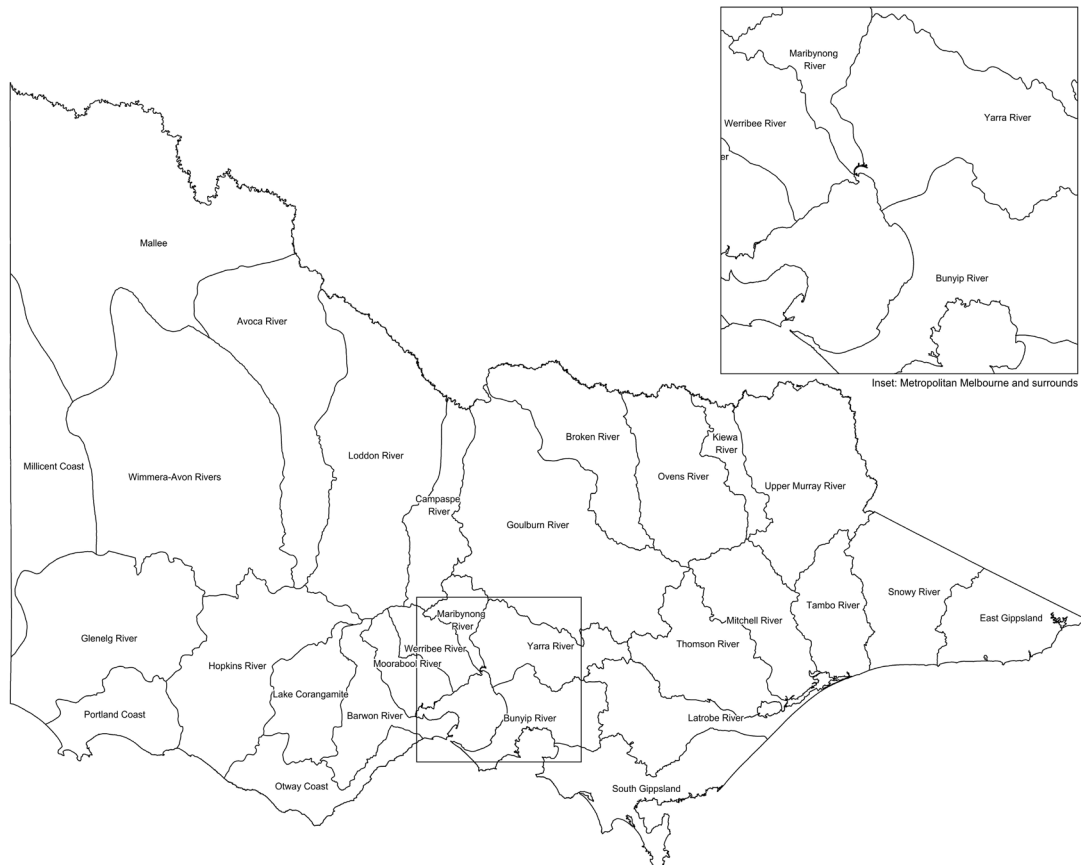 Maribynong
River
Yarra River
Werribee River
er
Bunyip River
Inset: Metropolitan Melbourne and surrounds
Mallee
Avoca River
Millicent Coast
Wimmera-Avon Rivers
Loddon River
Campaspe
River
Broken River
Goulburn River
Ovens River
Kiewa
River
Upper Murray River
Glenelg River
Portland Coast
Hopkins River
Lake Corangamite
Otway Coast
Barwon River
Moorabool River
Werribee River
Maribynong
River
Yarra River
Bunyip River
Thomson River
Mitchell River
Tambo River
Snowy River
East Gippsland
Latrobe River
South Gippsland